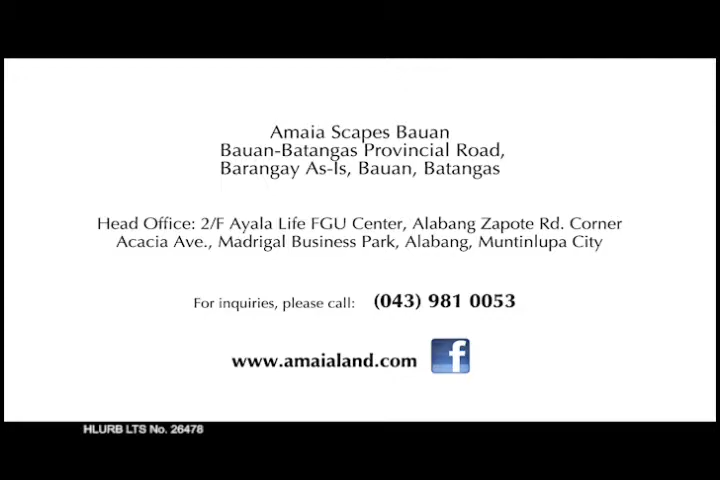 Amaia Scapes Bauan
Bauan-Batangas Provincial Road,
Barangay As-Is, Bauan, Batangas
Head Office: 2/F Ayala Life FGU Center, Alabang Zapote Rd. Corner
Acacia Ave., Madrigal Business Park, Alabang, Muntinlupa City
For inquiries, please call: (043) 981 0053
www.amaialand.com f
HLURB LTS No. 26478